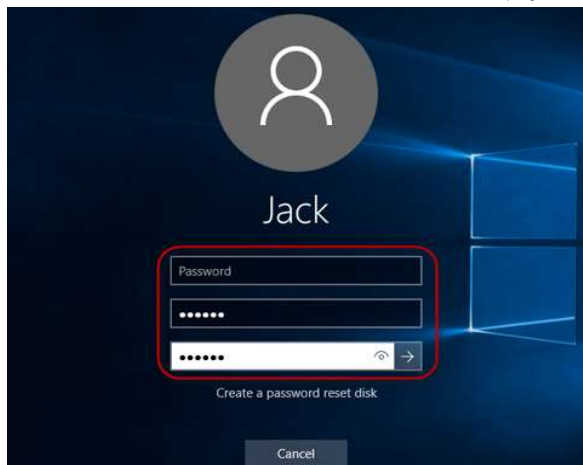 Jack
Password
••••••
••••••
Create a password reset disk
Cancel